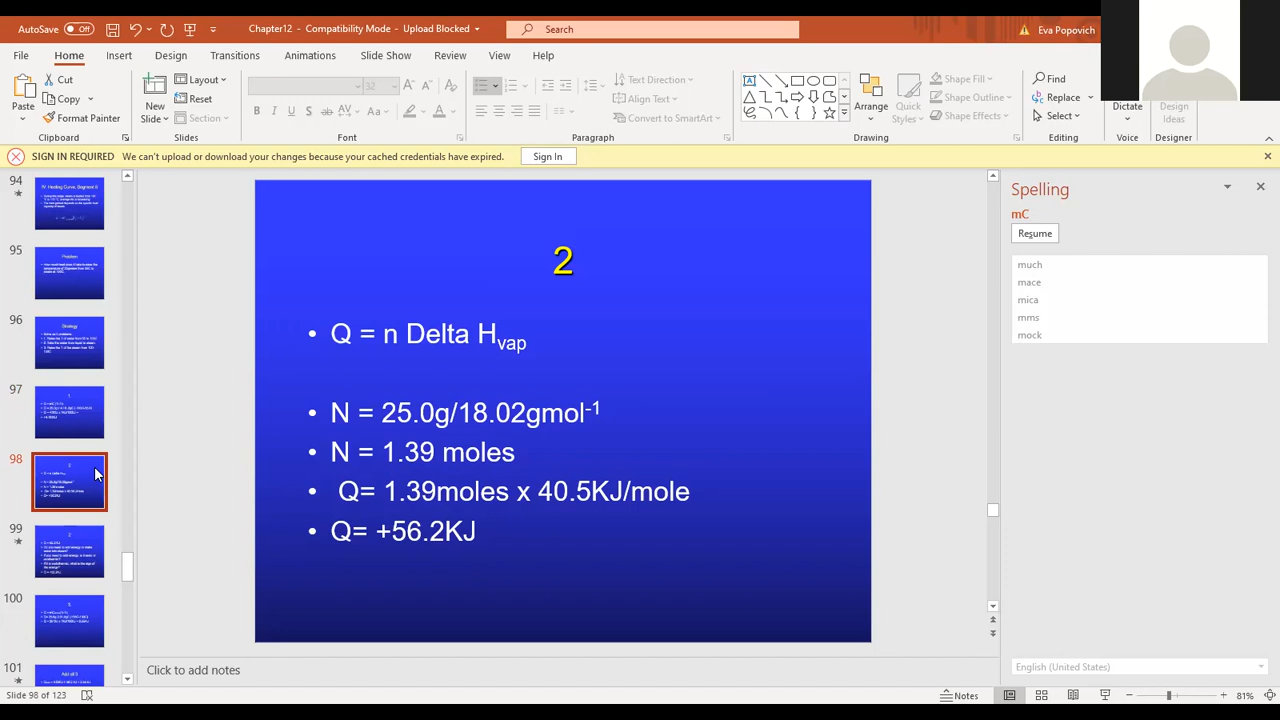 AutoSave Off Chapter12 - Compatibility Mode - Upload Blocked Search Eva Popovich
File Home Insert Design Transitions Animations Slide Show Review View Help
Paste Cut Copy Format Painter
Clipboard
New Slide Layout Reset Section
Slides
32
B I U S ab AV Aa A
Font
Text Direction
Align Text
Convert to SmartArt
Paragraph
Arrange Quick Styles Shape Fill Shape Outline Shape Effects
Drawing
Find
Replace
Select
Editing
Dictate
Voice
Design Ideas
Designer
SIGN IN REQUIRED We can't upload or download your changes because your cached credentials have expired. Sign In
94
95
Problem
96
Strategy
97
98
99
100
101
2
• Q = n Delta Hvap
• N = 25.0g/18.02gmol-1
• N = 1.39 moles
• Q= 1.39moles x 40.5KJ/mole
• Q= +56.2KJ
Click to add notes
Spelling
mC
Resume
much
mace
mica
mms
mock
English (United States)
Slide 98 of 123 Notes 81%